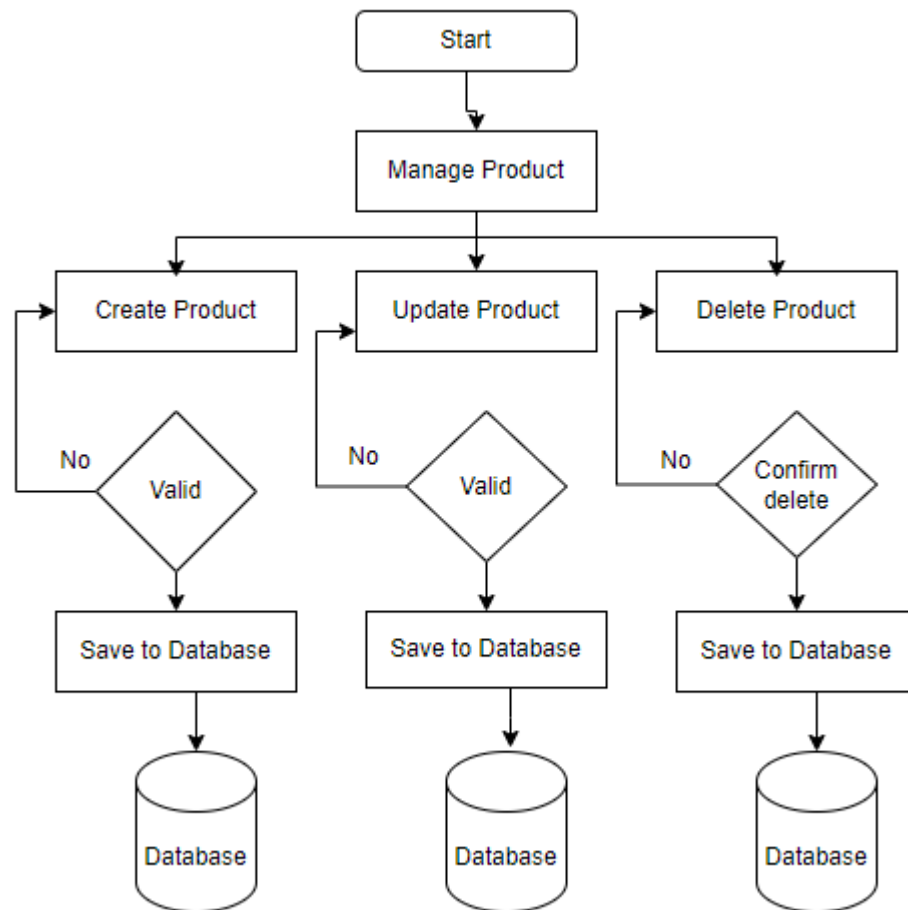 Start
Manage Product
Create Product
Update Product
Delete Product
No
Valid
No
Valid
No
Confirm
delete
Save to Database
Save to Database
Save to Database
Database
Database
Database